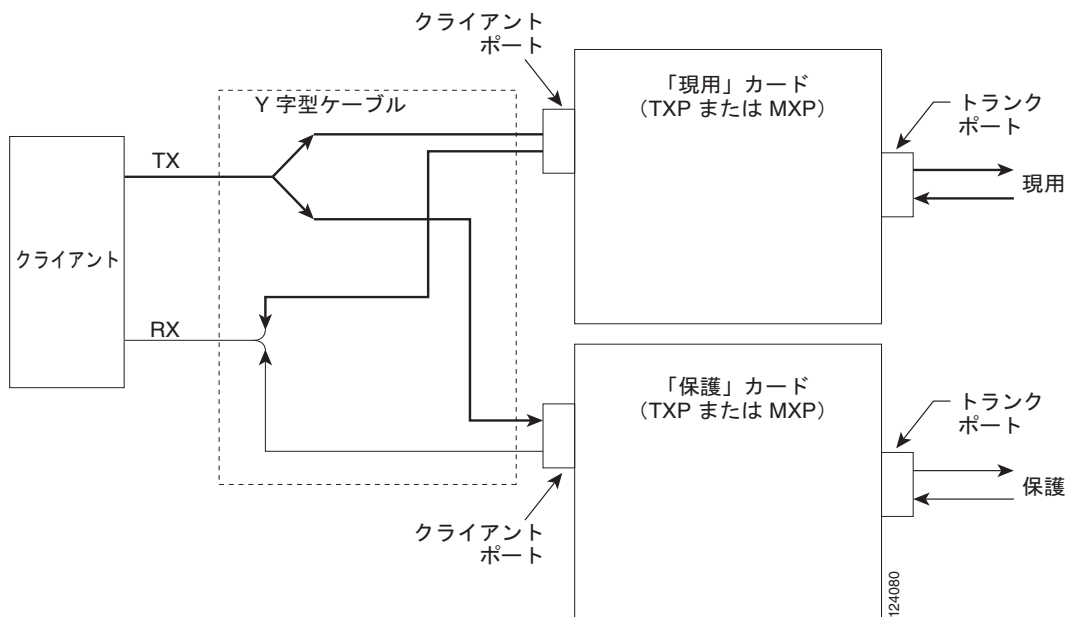 クライアント
ポート
Y 字型ケーブル
「現用」カード
（TXP または MXP）
トランク
ポート
TX
現用
クライアント
RX
「保護」カード
（TXP または MXP）
トランク
ポート
保護
クライアント
ポート
124080